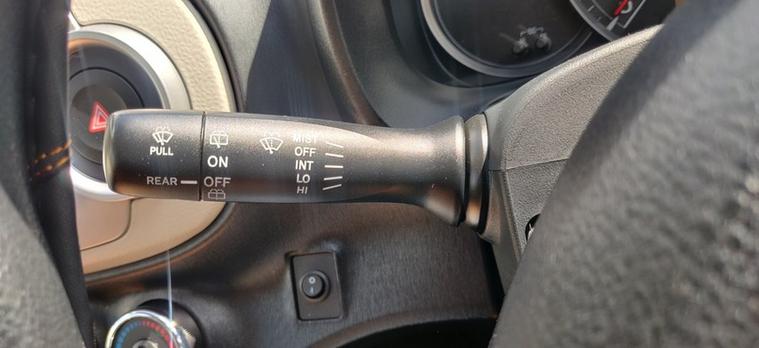 PULL
REAR
ON
OFF
MIST
OFF
INT
LO
HI